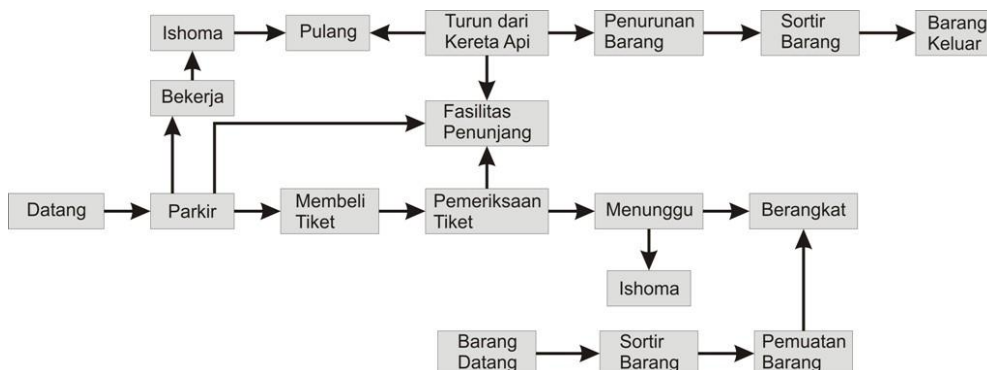 Ishoma
Pulang
Turun dari
Kereta Api
Penurunan
Barang
Sortir
Barang
Barang
Keluar
Bekerja
Fasilitas
Penunjang
Datang
Parkir
Membeli
Tiket
Pemeriksaan
Tiket
Menunggu
Berangkat
Ishoma
Barang
Datang
Sortir
Barang
Pemuatan
Barang